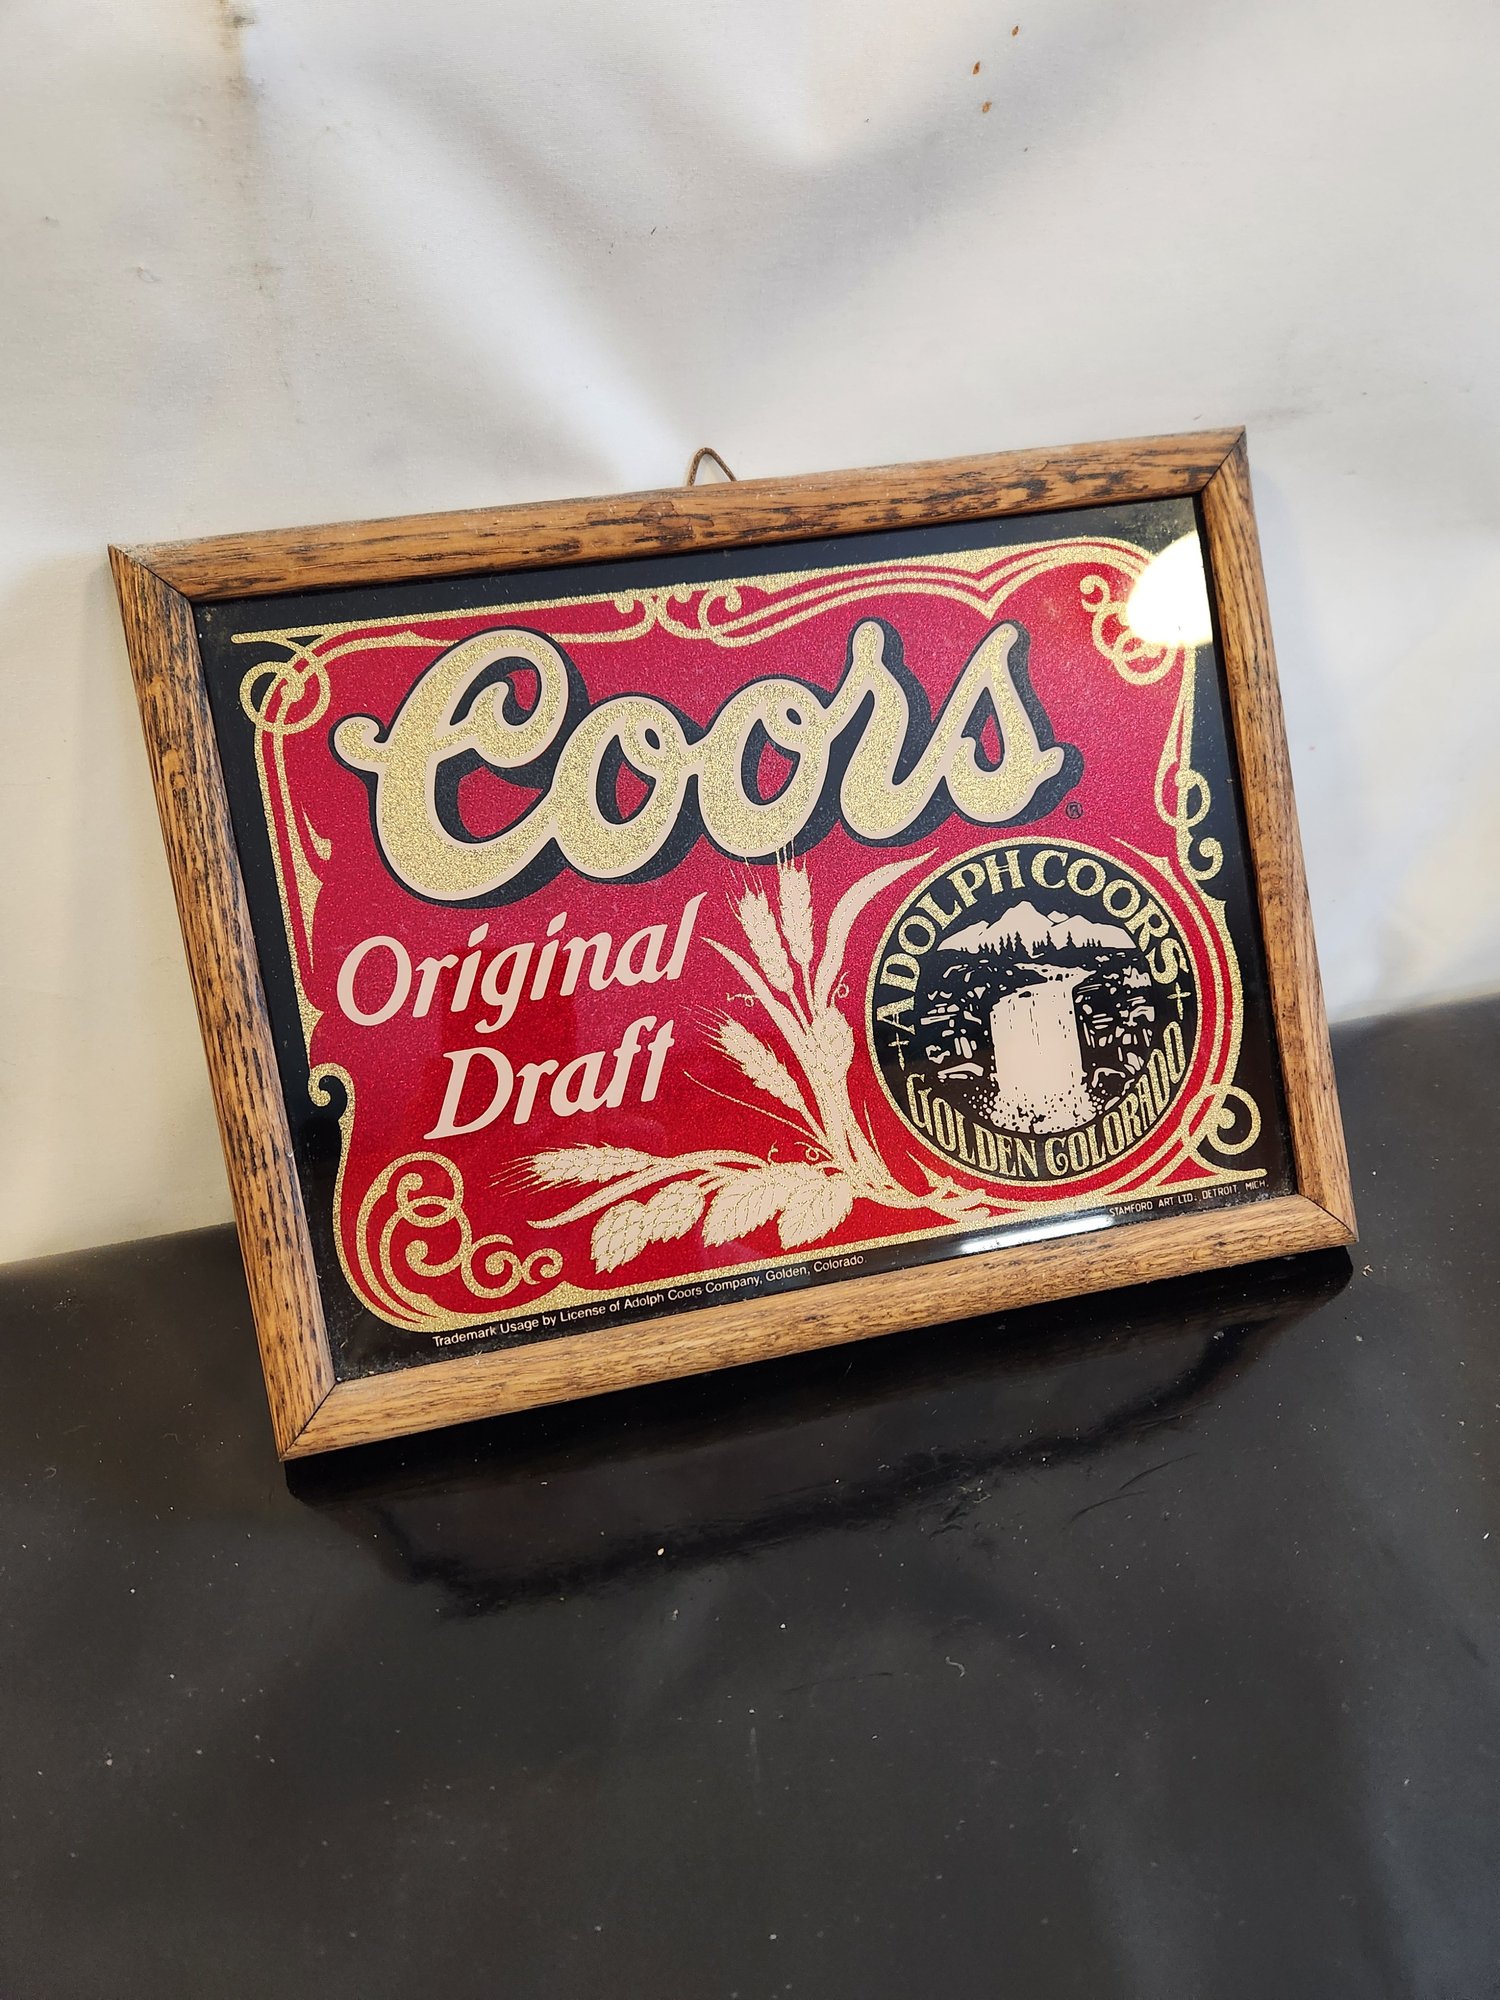 Coors®
Original
Draft
ADOLPH COORS
GOLDEN COLORADO
STAMFORD ART LTD., DETROIT, MICH.
Trademark Usage by License of Adolph Coors Company, Golden, Colorado.